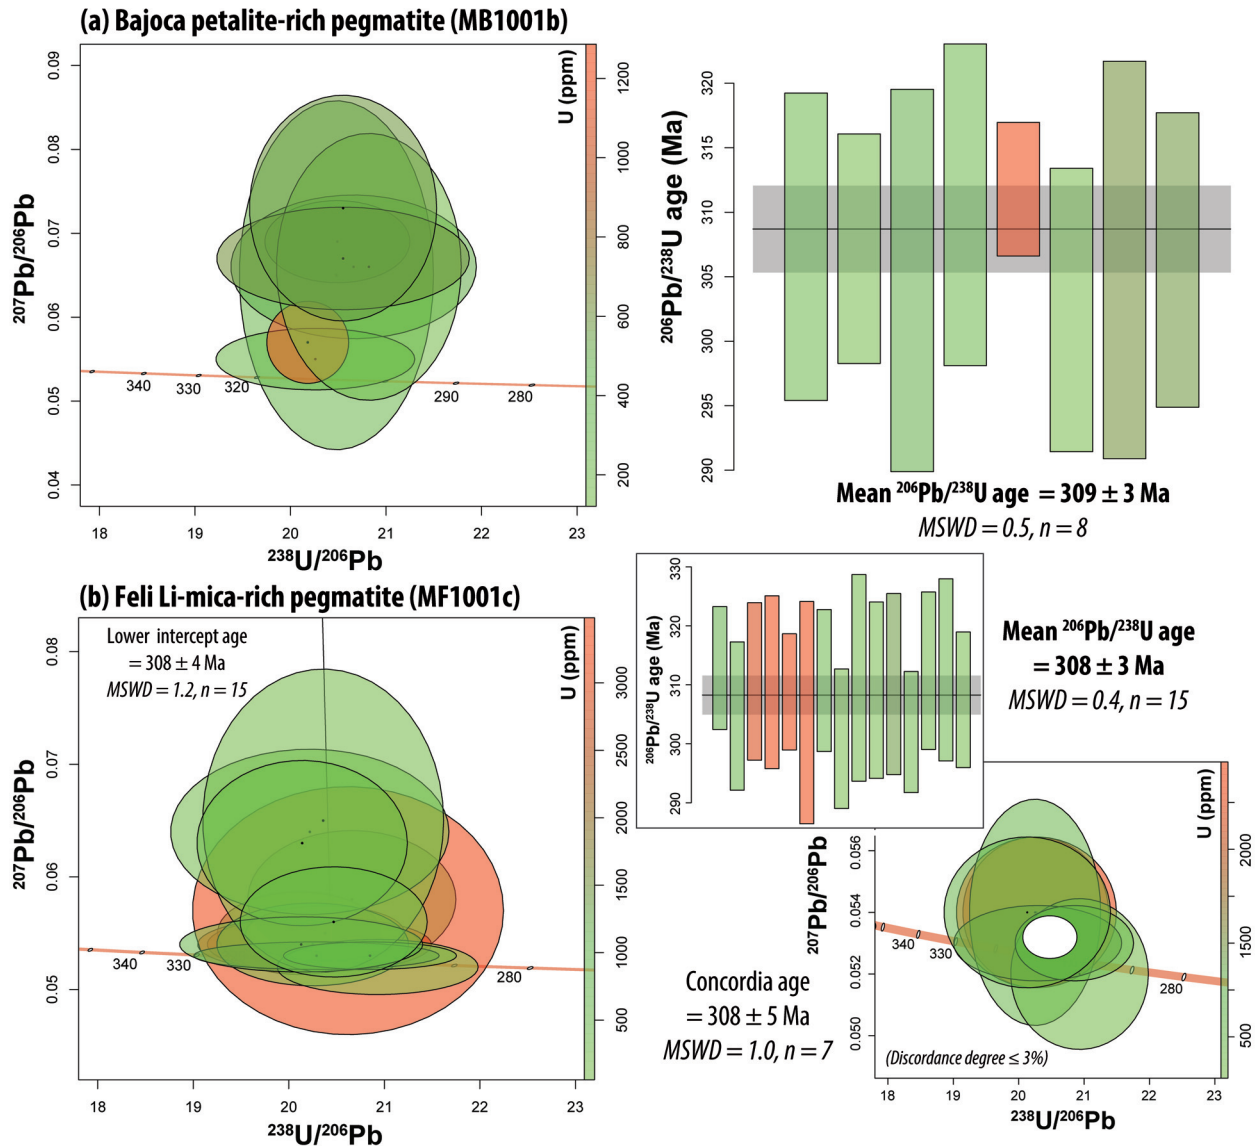 (a) Bajoca petalite-rich pegmatite (MB1001b)
U (ppm)
1200
1000
800
600
400
200
0.09
0.08
0.07
0.06
0.05
0.04
207Pb/206Pb
340
330
320
290
280
18
19
20
21
22
23
238U/206Pb
206Pb/238U age (Ma)
320
315
310
305
300
295
290
Mean 206Pb/238U age = 309 ± 3 Ma
MSWD = 0.5, n = 8
(b) Feli Li-mica-rich pegmatite (MF1001c)
Lower intercept age
= 308 ± 4 Ma
MSWD = 1.2, n = 15
U (ppm)
3000
2500
2000
1500
1000
500
0.08
0.07
0.06
0.05
207Pb/206Pb
340
330
280
18
19
20
21
22
23
238U/206Pb
206Pb/238U age (Ma)
330
320
310
300
290
Mean 206Pb/238U age
= 308 ± 3 Ma
MSWD = 0.4, n = 15
Concordia age
= 308 ± 5 Ma
MSWD = 1.0, n = 7
U (ppm)
2000
1500
500
207Pb/206Pb
0.056
0.054
0.052
0.050
340
330
280
(Discordance degree ≤ 3%)
18
19
20
21
22
23
238U/206Pb